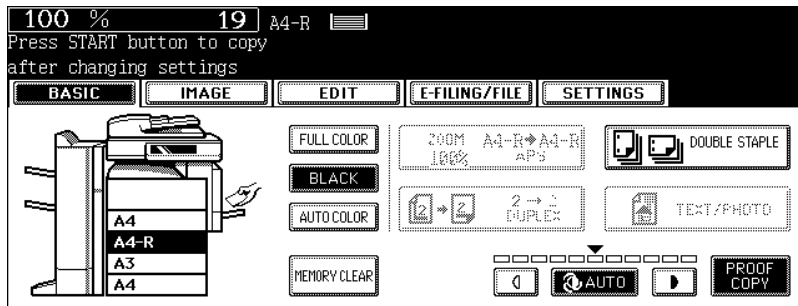 100 % 19 A4-R
Press START button to copy
after changing settings
BASIC IMAGE EDIT E-FILING/FILE SETTINGS
FULL COLOR
ZOOM A4-R→A4-R
100% APS
DOUBLE STAPLE
BLACK
2 → 2
DUPLEX
TEXT/PHOTO
AUTO COLOR
A4
A4-R
A3
A4
MEMORY CLEAR
AUTO
PROOF
COPY